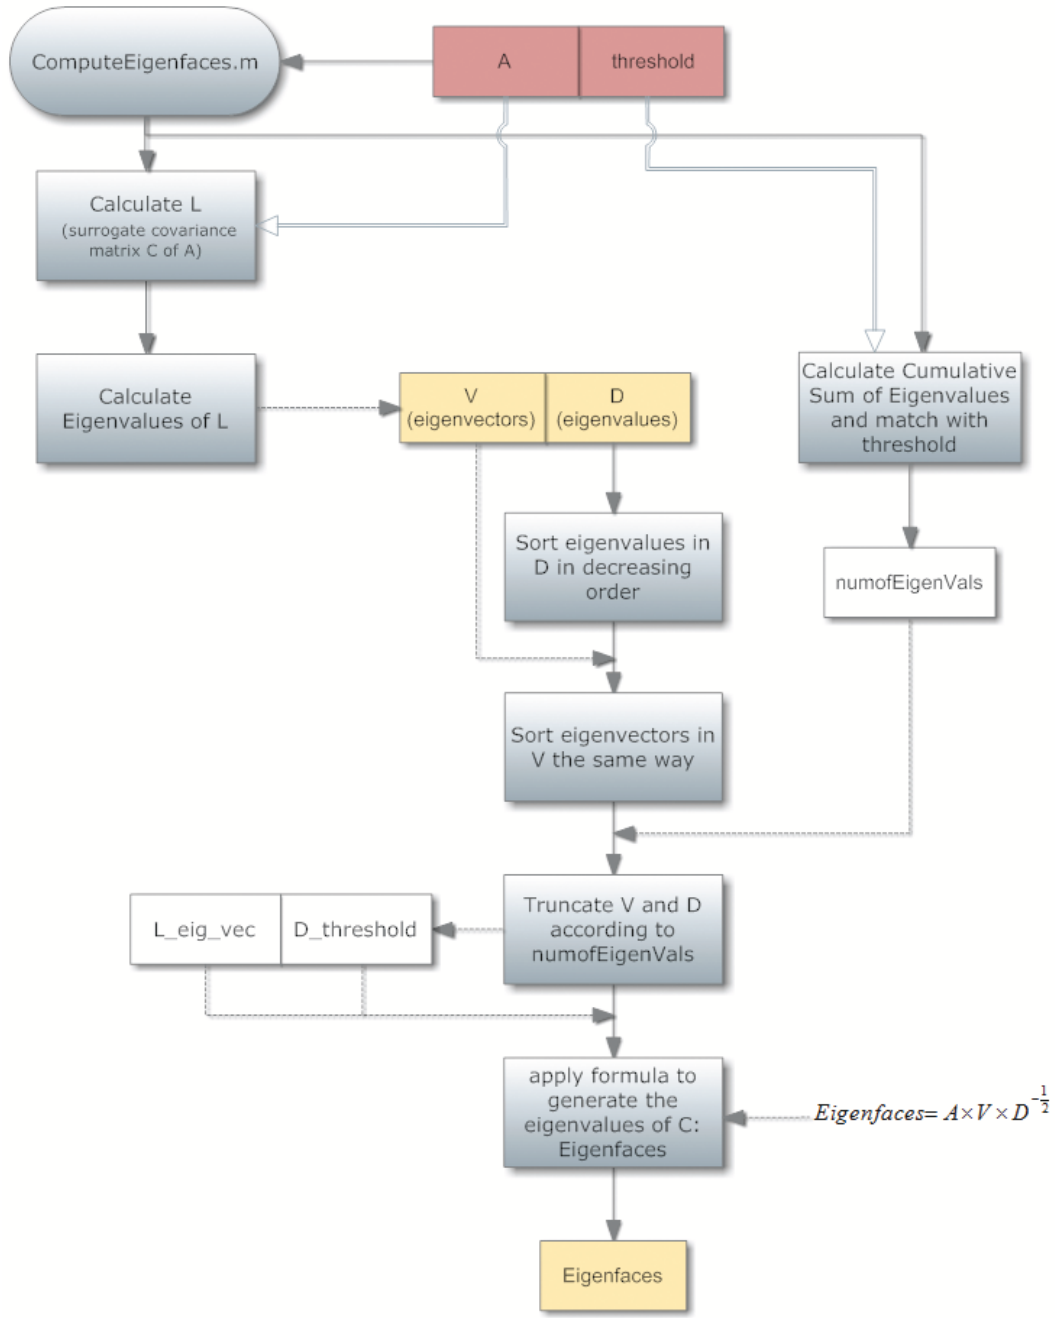 ComputeEigenfaces.m
A
threshold
Calculate L
(surrogate covariance
matrix C of A)
Calculate
Eigenvalues of L
V
(eigenvectors)
D
(eigenvalues)
Calculate Cumulative
Sum of Eigenvalues
and match with
threshold
Sort eigenvalues in
D in decreasing
order
numofEigenVals
Sort eigenvectors in
V the same way
Truncate V and D
according to
numofEigenVals
L_eig_vec
D_threshold
apply formula to
generate the
eigenvalues of C:
Eigenfaces
Eigenfaces= A×V×D^{-\frac{1}{2}}
Eigenfaces